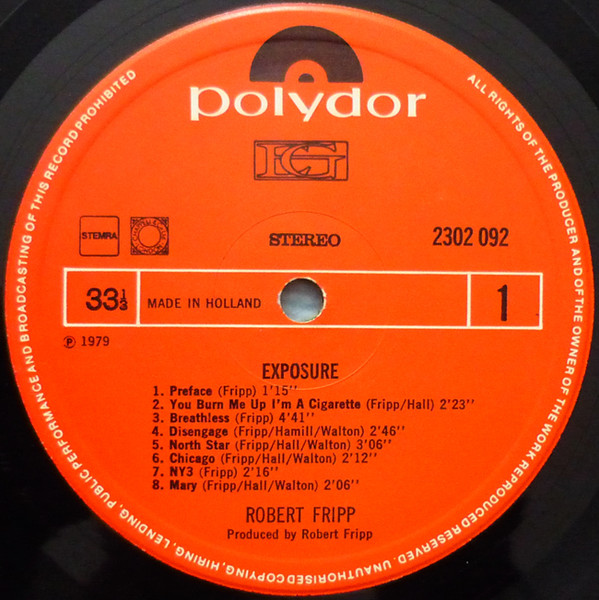 polydor
EG
STEMRA
STEREO
2302 092
33⅓
MADE IN HOLLAND
1
℗ 1979
EXPOSURE
1. Preface (Fripp) 1'15''
2. You Burn Me Up I'm A Cigarette (Fripp/Hall) 2'23''
3. Breathless (Fripp) 4'41''
4. Disengage (Fripp/Hamill/Walton) 2'46''
5. North Star (Fripp/Hall/Walton) 3'06''
6. Chicago (Fripp/Hall/Walton) 2'12''
7. NY3 (Fripp) 2'16''
8. Mary (Fripp/Hall/Walton) 2'06''
ROBERT FRIPP
Produced by Robert Fripp
ALL RIGHTS OF THE PRODUCER AND OF THE OWNER OF THE WORK REPRODUCED RESERVED. UNAUTHORISED COPYING, HIRING, LENDING, PUBLIC PERFORMANCE AND BROADCASTING OF THIS RECORD PROHIBITED